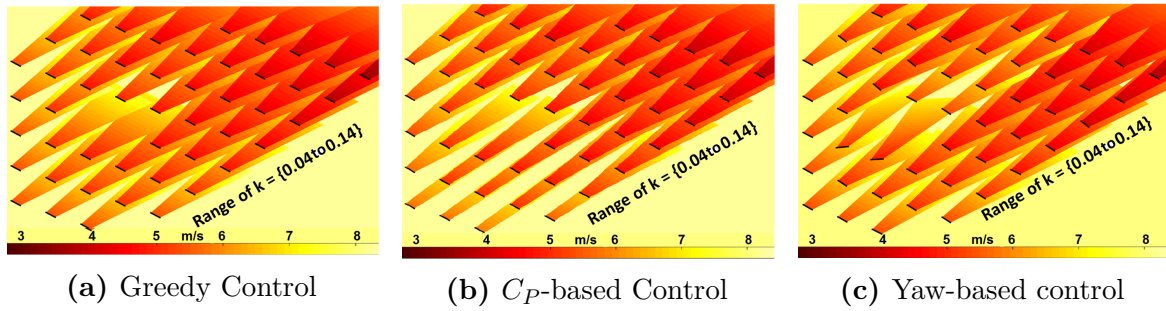 Range of k = {0.04to0.14}
3 4 5 m/s 6 7 8
(a) Greedy Control
Range of k = {0.04to0.14}
3 4 5 m/s 6 7 8
(b) C_P-based Control
Range of k = {0.04to0.14}
3 4 5 m/s 6 7 8
(c) Yaw-based control